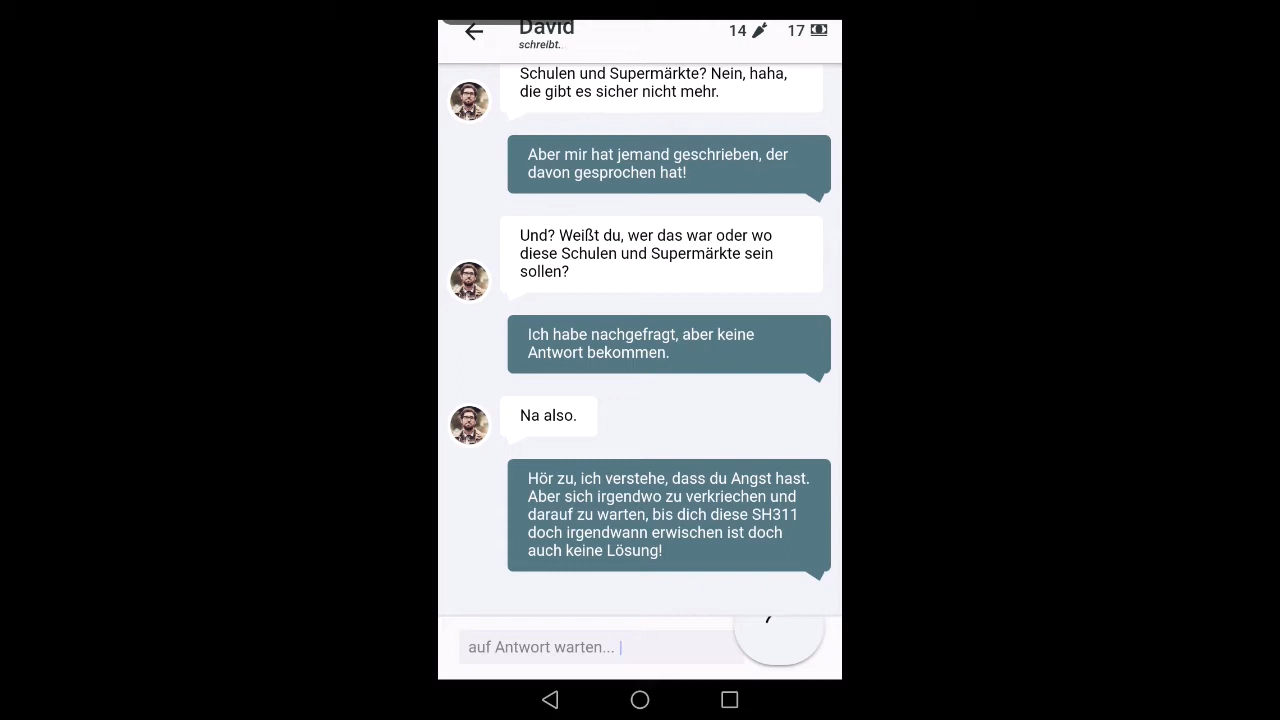 David
14
17
schreibt..
Schulen und Supermärkte? Nein, haha,
die gibt es sicher nicht mehr.
Aber mir hat jemand geschrieben, der
davon gesprochen hat!
Und? Weißt du, wer das war oder wo
diese Schulen und Supermärkte sein
sollen?
Ich habe nachgefragt, aber keine
Antwort bekommen.
Na also.
Hör zu, ich verstehe, dass du Angst hast.
Aber sich irgendwo zu verkriechen und
darauf zu warten, bis dich diese SH311
doch irgendwann erwischen ist doch
auch keine Lösung!
auf Antwort warten...